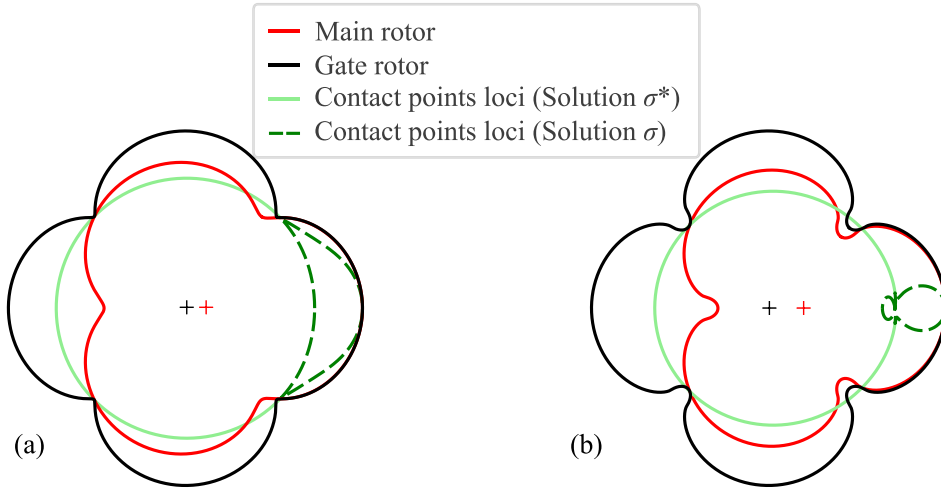 Main rotor
Gate rotor
Contact points loci (Solution σ*)
Contact points loci (Solution σ)
(a)
(b)